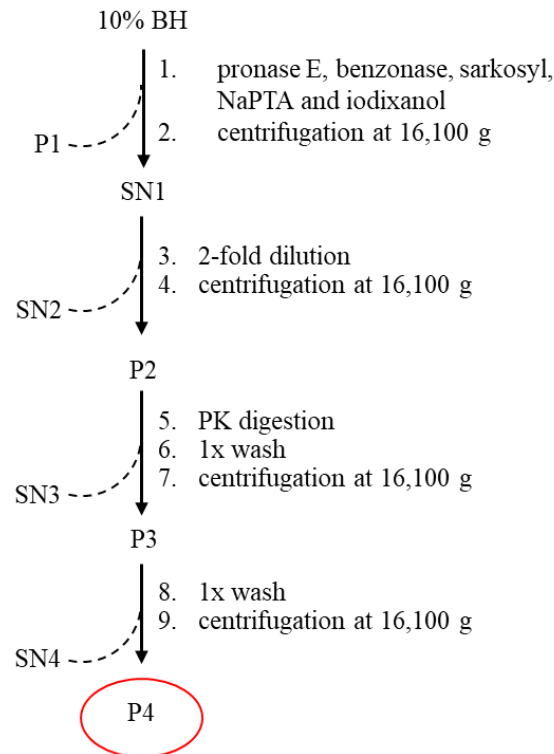 10% BH
1. pronase E, benzonase, sarkosyl,
NaPTA and iodixanol
P1
2. centrifugation at 16,100 g
SN1
3. 2-fold dilution
4. centrifugation at 16,100 g
SN2
P2
5. PK digestion
6. 1x wash
7. centrifugation at 16,100 g
SN3
P3
8. 1x wash
9. centrifugation at 16,100 g
SN4
P4